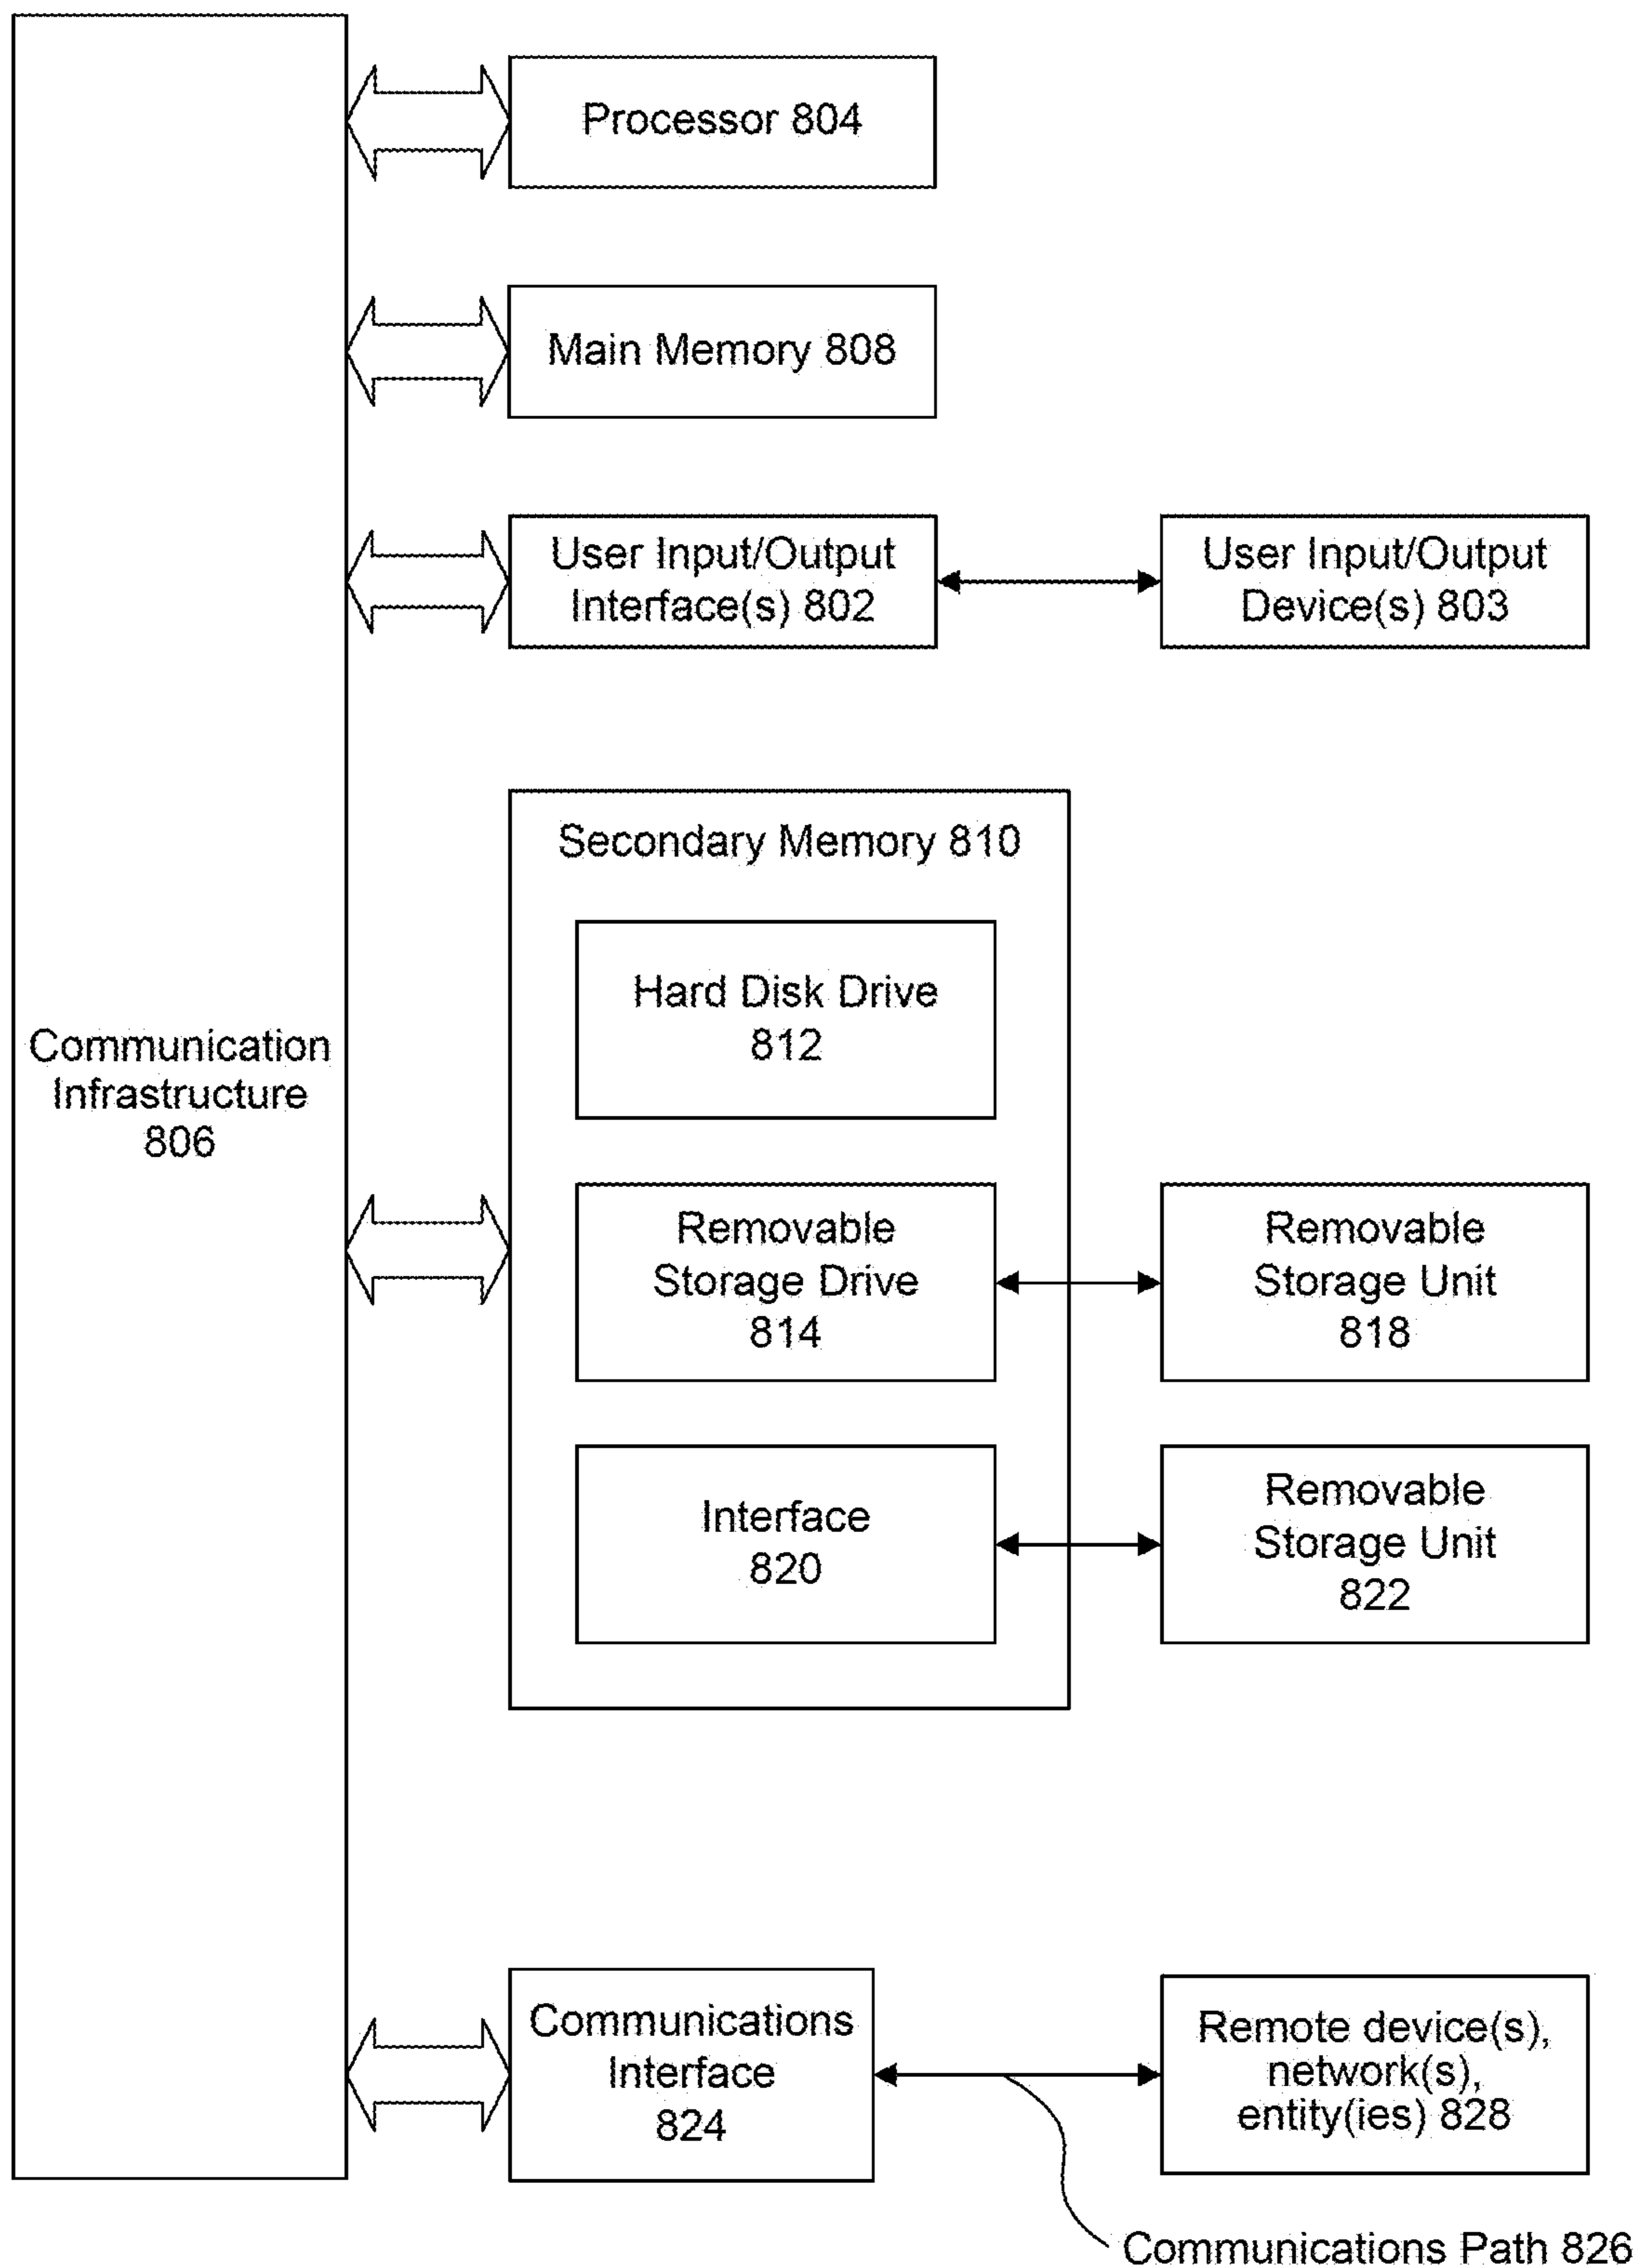 Processor 804
Main Memory 808
User Input/Output
Interface(s) 802
User Input/Output
Device(s) 803
Secondary Memory 810
Hard Disk Drive
812
Communication
Infrastructure
806
Removable
Storage Drive
814
Removable
Storage Unit
818
Interface
820
Removable
Storage Unit
822
Communications
Interface
824
Remote device(s),
network(s),
entity(ies) 828
Communications Path 826